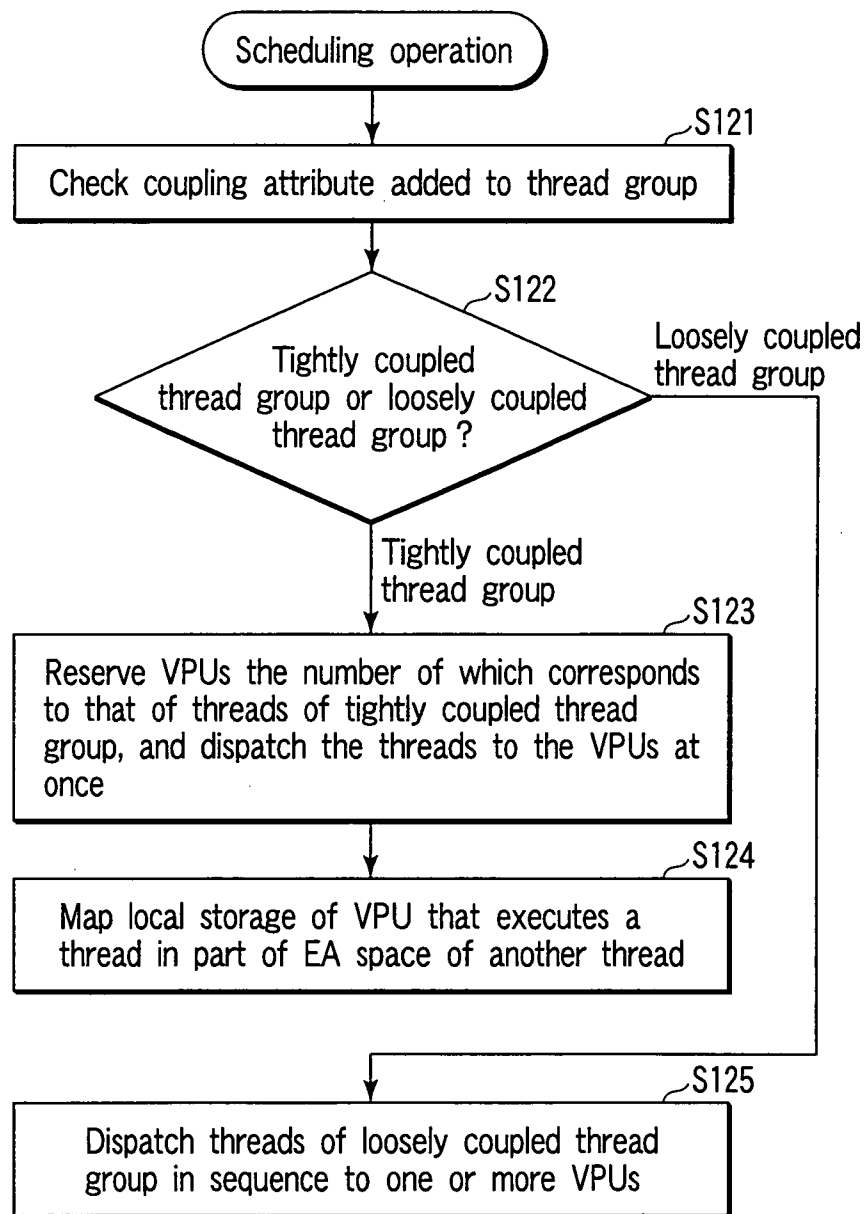 Scheduling operation
S121
Check coupling attribute added to thread group
S122
Tightly coupled
thread group or loosely coupled
thread group ?
Loosely coupled
thread group
Tightly coupled
thread group
S123
Reserve VPUs the number of which corresponds
to that of threads of tightly coupled thread
group, and dispatch the threads to the VPUs at
once
S124
Map local storage of VPU that executes a
thread in part of EA space of another thread
S125
Dispatch threads of loosely coupled thread
group in sequence to one or more VPUs